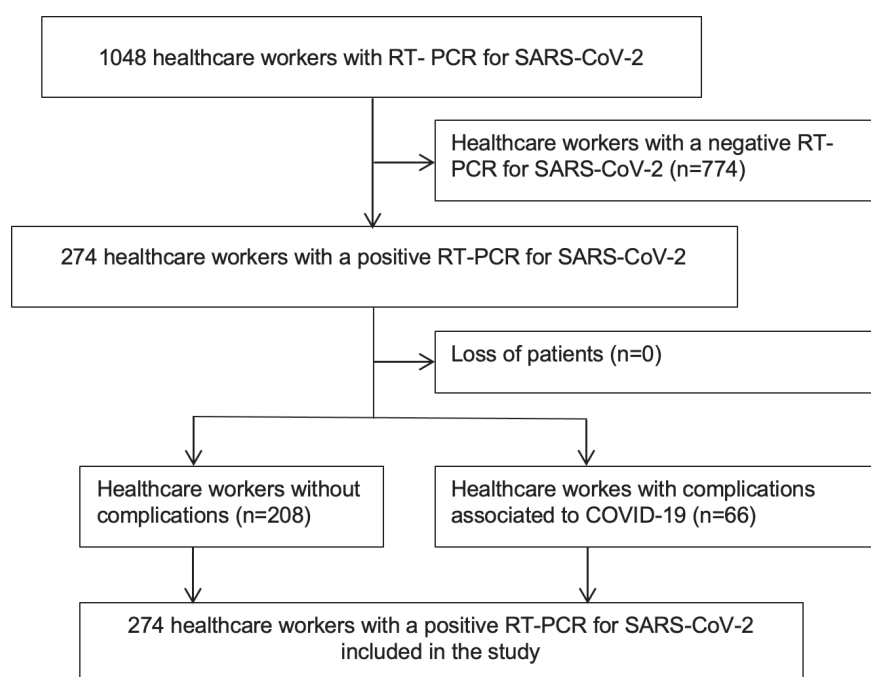 1048 healthcare workers with RT- PCR for SARS-CoV-2
Healthcare workers with a negative RT-
PCR for SARS-CoV-2 (n=774)
274 healthcare workers with a positive RT-PCR for SARS-CoV-2
Loss of patients (n=0)
Healthcare workers without
complications (n=208)
Healthcare workes with complications
associated to COVID-19 (n=66)
274 healthcare workers with a positive RT-PCR for SARS-CoV-2
included in the study